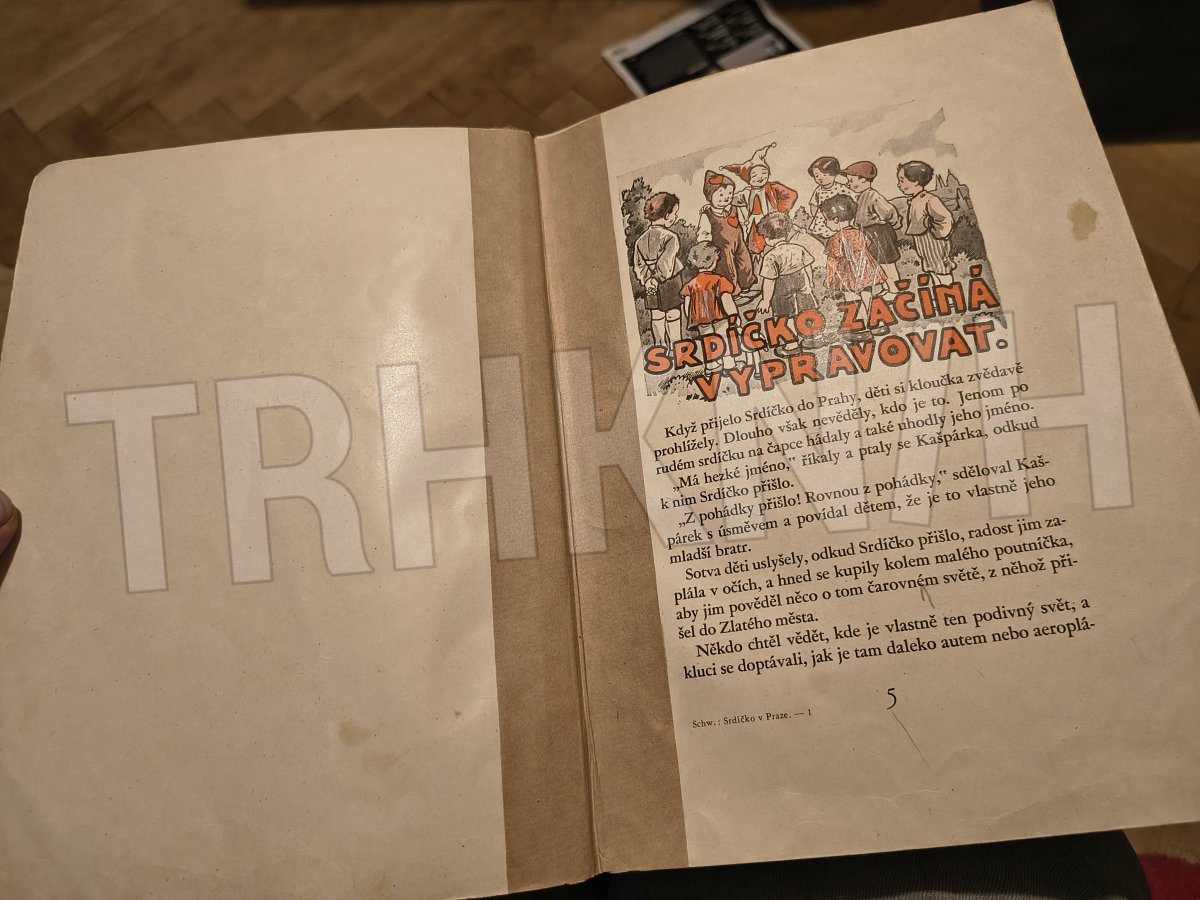 SRDÍČKO ZAČÍNÁ
VYPRAVOVAT.
Když přijelo Srdíčko do Prahy, děti si kloučka zvědavě
prohlížely. Dlouho však nevěděly, kdo je to. Jenom po
rudém srdíčku na čapce hádaly a také uhodly jeho jméno.
„Má hezké jméno,“ říkaly a ptaly se Kašpárka, odkud
k nim Srdíčko přišlo.
„Z pohádky přišlo! Rovnou z pohádky,“ sděloval Kaš-
párek s úsměvem a povídal dětem, že je to vlastně jeho
mladší bratr.
Sotva děti uslyšely, odkud Srdíčko přišlo, radost jim za-
plála v očích, a hned se kupily kolem malého poutníčka,
aby jim pověděl něco o tom čarovném světě, z něhož při-
šel do Zlatého města.
Někdo chtěl vědět, kde je vlastně ten podivný svět, a
kluci se doptávali, jak je tam daleko autem nebo aeroplá-
5
Schw.: Srdíčko v Praze. — 1